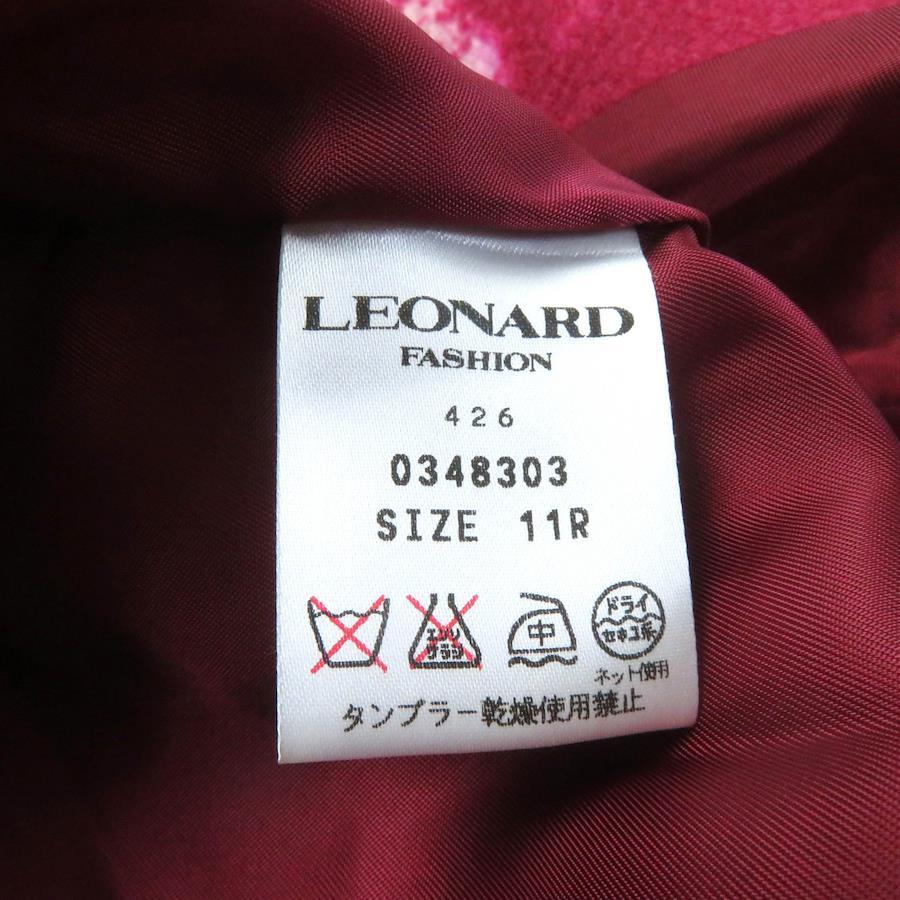 LEONARD
FASHION
426
0348303
SIZE 11R
エンソ
サラシ
中
ドライ
セキユ系
ネット使用
タンブラー乾燥使用禁止